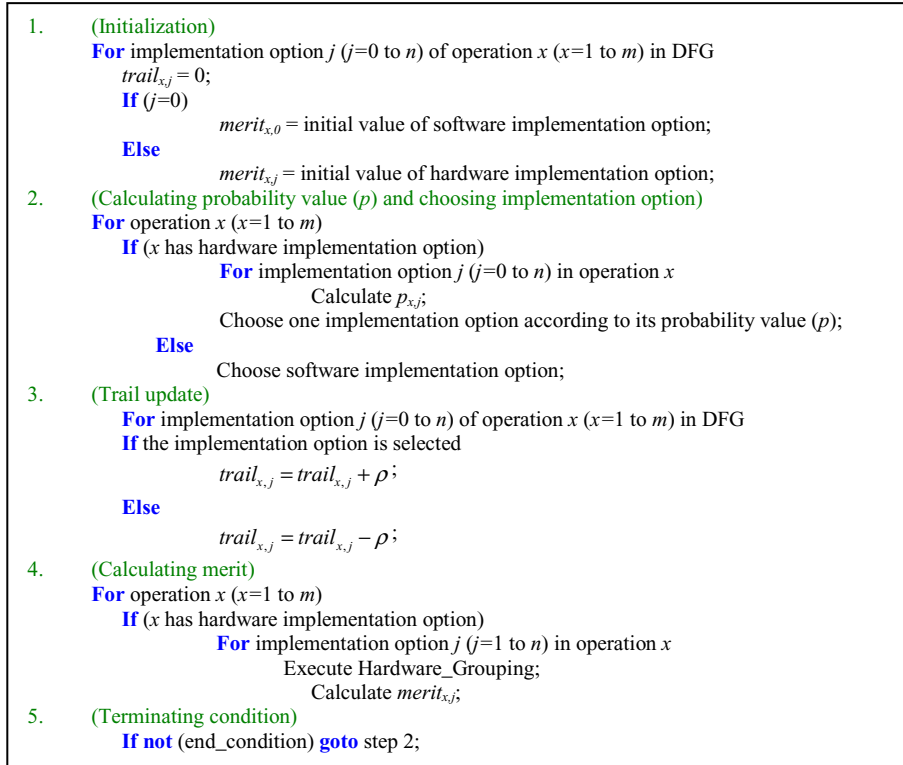 1. (Initialization)
For implementation option j (j=0 to n) of operation x (x=1 to m) in DFG
trail_{x,j} = 0;
If (j=0)
merit_{x,0} = initial value of software implementation option;
Else
merit_{x,j} = initial value of hardware implementation option;
2. (Calculating probability value (p) and choosing implementation option)
For operation x (x=1 to m)
If (x has hardware implementation option)
For implementation option j (j=0 to n) in operation x
Calculate p_{x,j};
Choose one implementation option according to its probability value (p);
Else
Choose software implementation option;
3. (Trail update)
For implementation option j (j=0 to n) of operation x (x=1 to m) in DFG
If the implementation option is selected
trail_{x,j} = trail_{x,j} + ρ;
Else
trail_{x,j} = trail_{x,j} − ρ;
4. (Calculating merit)
For operation x (x=1 to m)
If (x has hardware implementation option)
For implementation option j (j=1 to n) in operation x
Execute Hardware_Grouping;
Calculate merit_{x,j};
5. (Terminating condition)
If not (end_condition) goto step 2;